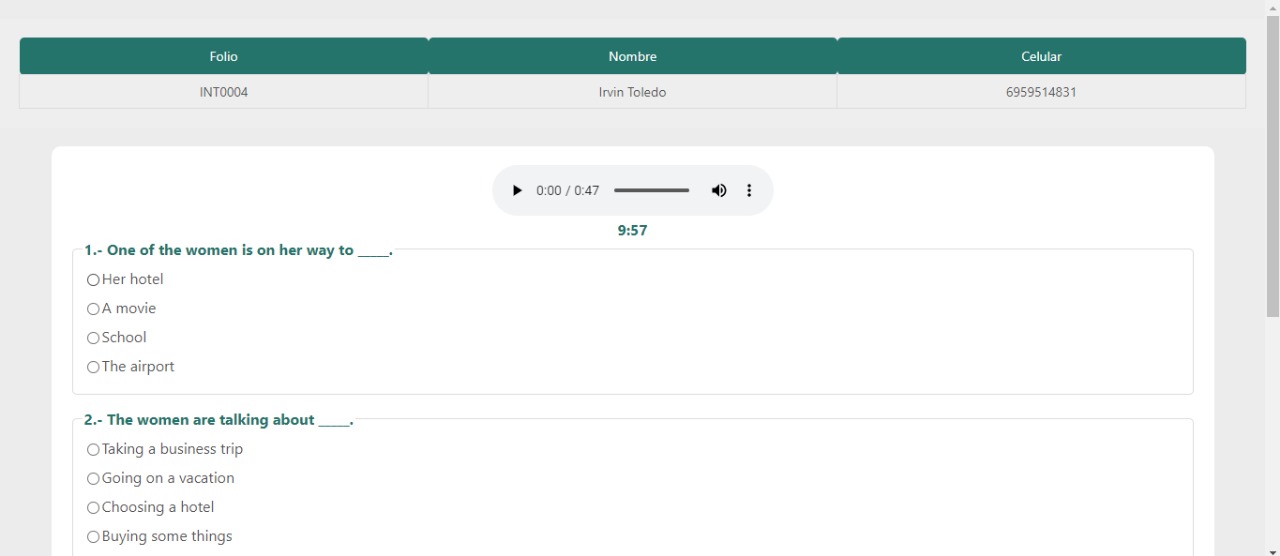 Folio Nombre Celular
INT0004 Irvin Toledo 6959514831
0:00 / 0:47
9:57
1.- One of the women is on her way to _____.
Her hotel
A movie
School
The airport
2.- The women are talking about _____.
Taking a business trip
Going on a vacation
Choosing a hotel
Buying some things